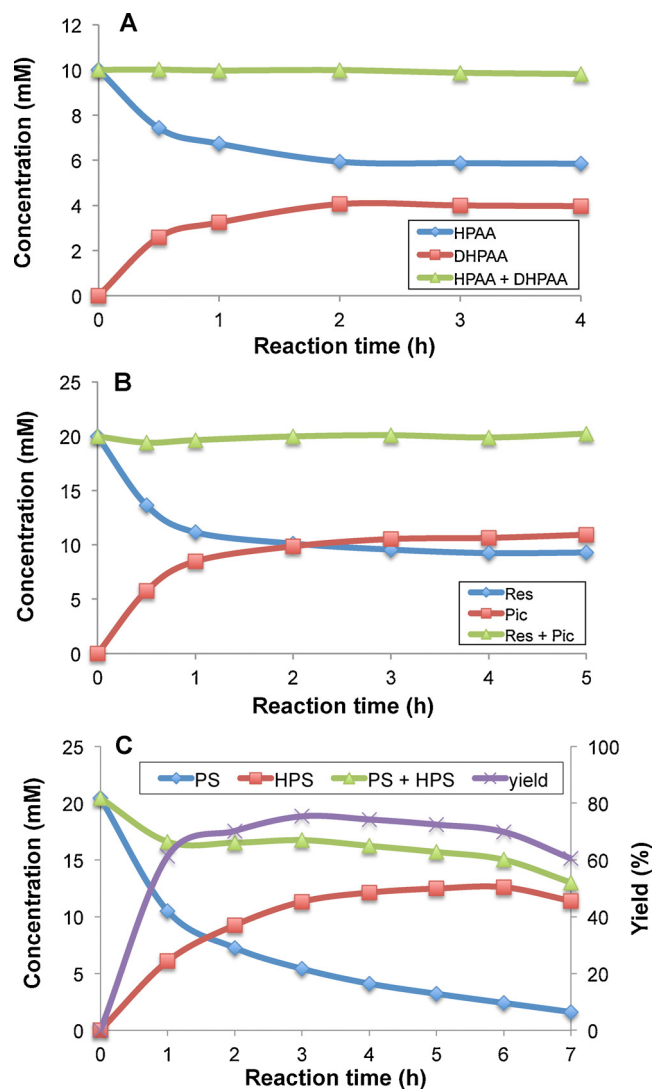 A
Concentration (mM)
12
10
8
6
4
2
0
HPAA
DHPAA
HPAA + DHPAA
0 1 2 3 4
Reaction time (h)
B
Concentration (mM)
25
20
15
10
5
0
Res
Pic
Res + Pic
0 1 2 3 4 5
Reaction time (h)
C
Concentration (mM)
25
20
15
10
5
0
PS HPS PS + HPS yield
100
80
60
40
20
0
Yield (%)
0 1 2 3 4 5 6 7
Reaction time (h)